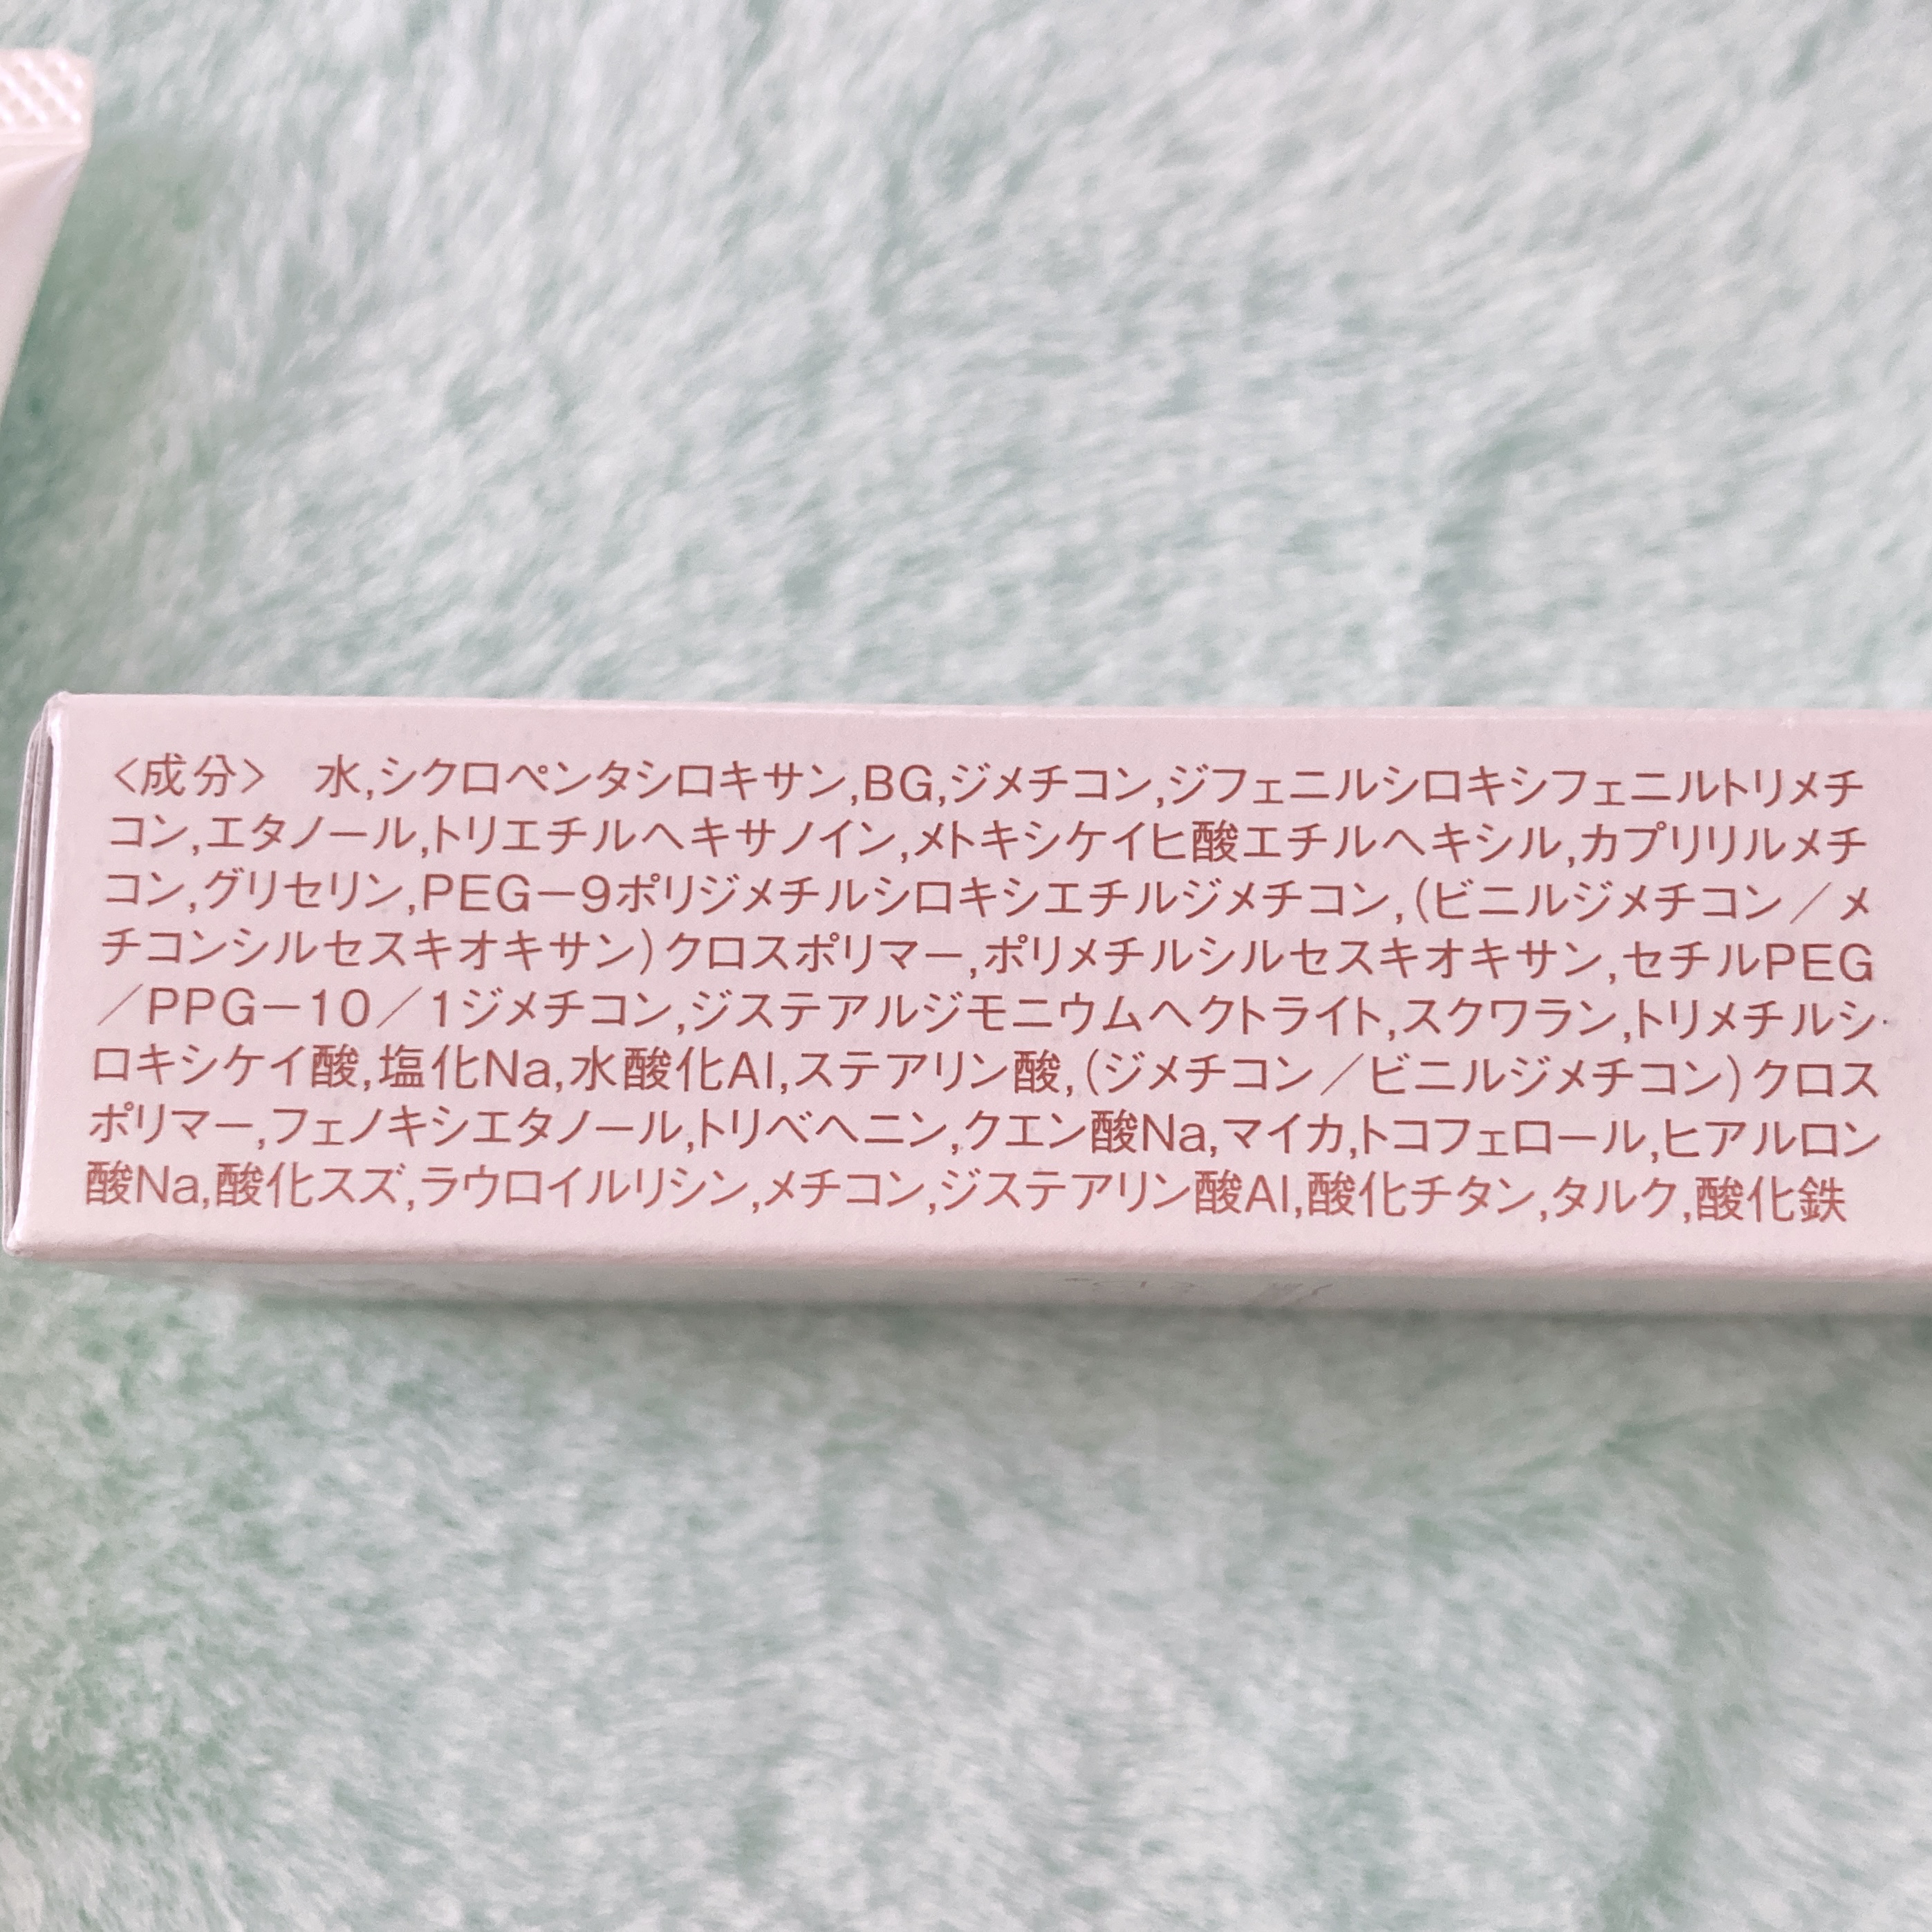 〈成分〉 水,シクロペンタシロキサン,BG,ジメチコン,ジフェニルシロキシフェニルトリメチ
コン,エタノール,トリエチルヘキサノイン,メトキシケイヒ酸エチルヘキシル,カプリリルメチ
コン,グリセリン,PEG－9ポリジメチルシロキシエチルジメチコン,(ビニルジメチコン／メ
チコンシルセスキオキサン)クロスポリマー,ポリメチルシルセスキオキサン,セチルPEG
／PPG－10／1ジメチコン,ジステアルジモニウムヘクトライト,スクワラン,トリメチルシ
ロキシケイ酸,塩化Na,水酸化Al,ステアリン酸,(ジメチコン／ビニルジメチコン)クロス
ポリマー,フェノキシエタノール,トリベヘニン,クエン酸Na,マイカ,トコフェロール,ヒアルロン
酸Na,酸化スズ,ラウロイルリシン,メチコン,ジステアリン酸Al,酸化チタン,タルク,酸化鉄